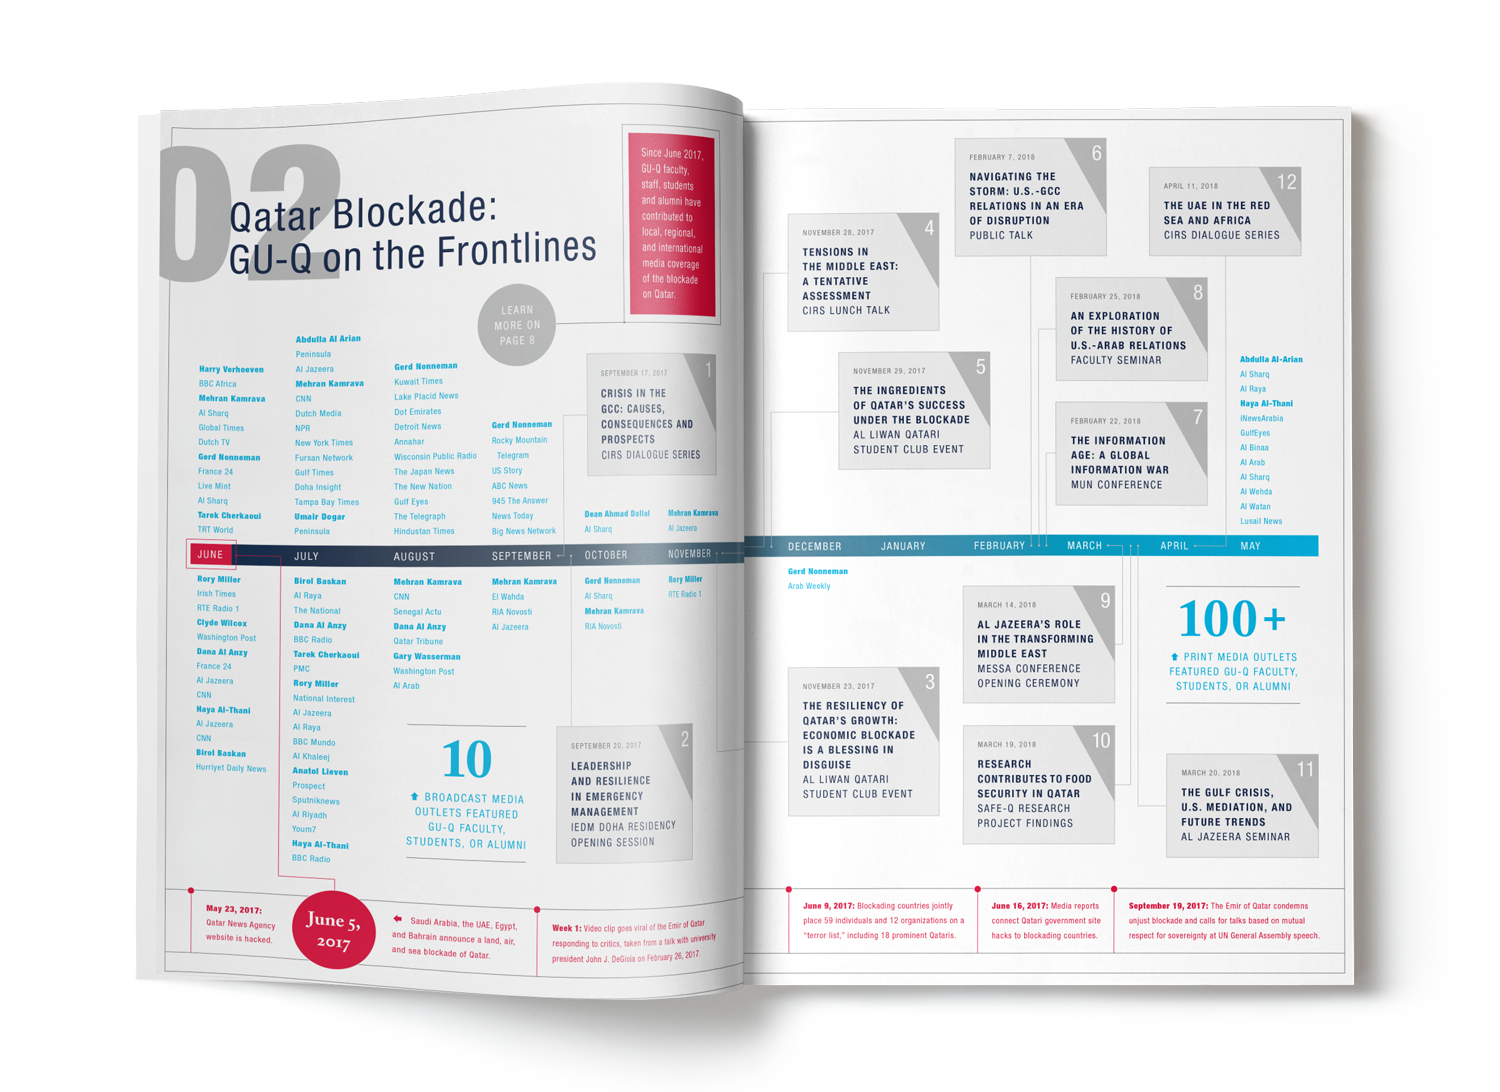 02
Qatar Blockade:
GU-Q on the Frontlines
Since June 2017,
GU-Q faculty,
staff, students
and alumni have
contributed to
local, regional,
and international
media coverage
of the blockade
on Qatar.
LEARN
MORE ON
PAGE 8
Harry Verhoeven
BBC Africa
Mehran Kamrava
Al Sharq
Global Times
Dutch TV
Gerd Nonneman
France 24
Live Mint
Al Sharq
Tarek Cherkaoui
TRT World
Abdulla Al Arian
Peninsula
Al Jazeera
Mehran Kamrava
CNN
Dutch Media
NPR
New York Times
Fursan Network
Gulf Times
Doha Insight
Tampa Bay Times
Umair Dogar
Peninsula
Gerd Nonneman
Kuwait Times
Lake Placid News
Dot Emirates
Detroit News
Annahar
Wisconsin Public Radio
The Japan News
The New Nation
Gulf Eyes
The Telegraph
Hindustan Times
Gerd Nonneman
Rocky Mountain
Telegram
US Story
ABC News
945 The Answer
News Today
Big News Network
SEPTEMBER 17, 2017
1
CRISIS IN THE
GCC: CAUSES,
CONSEQUENCES AND
PROSPECTS
CIRS DIALOGUE SERIES
Dean Ahmad Dallal
Al Sharq
Mehran Kamrava
Al Jazeera
JUNE
JULY
AUGUST
SEPTEMBER
OCTOBER
NOVEMBER
Rory Miller
Irish Times
RTE Radio 1
Clyde Wilcox
Washington Post
Dana Al Anzy
France 24
Al Jazeera
CNN
Haya Al-Thani
Al Jazeera
CNN
Birol Baskan
Hurriyet Daily News
Birol Baskan
Al Raya
The National
Dana Al Anzy
BBC Radio
Tarek Cherkaoui
PMC
Rory Miller
National Interest
Al Jazeera
Al Raya
BBC Mundo
Al Khaleej
Anatol Lieven
Prospect
Sputniknews
Al Riyadh
Youm7
Haya Al-Thani
BBC Radio
Mehran Kamrava
CNN
Senegal Actu
Dana Al Anzy
Qatar Tribune
Gary Wasserman
Washington Post
Al Arab
Mehran Kamrava
El Wahda
RIA Novosti
Al Jazeera
Gerd Nonneman
Al Sharq
Mehran Kamrava
RIA Novosti
Rory Miller
RTE Radio 1
10
BROADCAST MEDIA
OUTLETS FEATURED
GU-Q FACULTY,
STUDENTS, OR ALUMNI
SEPTEMBER 20, 2017
2
LEADERSHIP
AND RESILIENCE
IN EMERGENCY
MANAGEMENT
IEDM DOHA RESIDENCY
OPENING SESSION
May 23, 2017:
Qatar News Agency
website is hacked.
June 5,
2017
Saudi Arabia, the UAE, Egypt,
and Bahrain announce a land, air,
and sea blockade of Qatar.
Week 1: Video clip goes viral of the Emir of Qatar
responding to critics, taken from a talk with university
president John J. DeGioia on February 26, 2017.
NOVEMBER 28, 2017
4
TENSIONS IN
THE MIDDLE EAST:
A TENTATIVE
ASSESSMENT
CIRS LUNCH TALK
FEBRUARY 7, 2018
6
NAVIGATING THE
STORM: U.S.-GCC
RELATIONS IN AN ERA
OF DISRUPTION
PUBLIC TALK
APRIL 11, 2018
12
THE UAE IN THE RED
SEA AND AFRICA
CIRS DIALOGUE SERIES
NOVEMBER 29, 2017
5
THE INGREDIENTS
OF QATAR'S SUCCESS
UNDER THE BLOCKADE
AL LIWAN QATARI
STUDENT CLUB EVENT
FEBRUARY 25, 2018
8
AN EXPLORATION
OF THE HISTORY OF
U.S.-ARAB RELATIONS
FACULTY SEMINAR
FEBRUARY 22, 2018
7
THE INFORMATION
AGE: A GLOBAL
INFORMATION WAR
MUN CONFERENCE
Abdullah Al-Arian
Al Sharq
Al Raya
Haya Al-Thani
iNewsArabia
GulfEyes
Al Binaa
Al Arab
Al Sharq
Al Wehda
Al Watan
Lusail News
DECEMBER
JANUARY
FEBRUARY
MARCH
APRIL
MAY
Gerd Nonneman
Arab Weekly
NOVEMBER 23, 2017
3
THE RESILIENCY OF
QATAR'S GROWTH:
ECONOMIC BLOCKADE
IS A BLESSING IN
DISGUISE
AL LIWAN QATARI
STUDENT CLUB EVENT
MARCH 14, 2018
9
AL JAZEERA'S ROLE
IN THE TRANSFORMING
MIDDLE EAST
MESSA CONFERENCE
OPENING CEREMONY
MARCH 19, 2018
10
RESEARCH
CONTRIBUTES TO FOOD
SECURITY IN QATAR
SAFE-Q RESEARCH
PROJECT FINDINGS
100+
PRINT MEDIA OUTLETS
FEATURED GU-Q FACULTY,
STUDENTS, OR ALUMNI
MARCH 20, 2018
11
THE GULF CRISIS,
U.S. MEDIATION, AND
FUTURE TRENDS
AL JAZEERA SEMINAR
June 9, 2017: Blockading countries jointly
place 59 individuals and 12 organizations on a
"terror list," including 18 prominent Qataris.
June 16, 2017: Media reports
connect Qatari government site
hacks to blockading countries.
September 19, 2017: The Emir of Qatar condemns
unjust blockade and calls for talks based on mutual
respect for sovereignty at UN General Assembly speech.